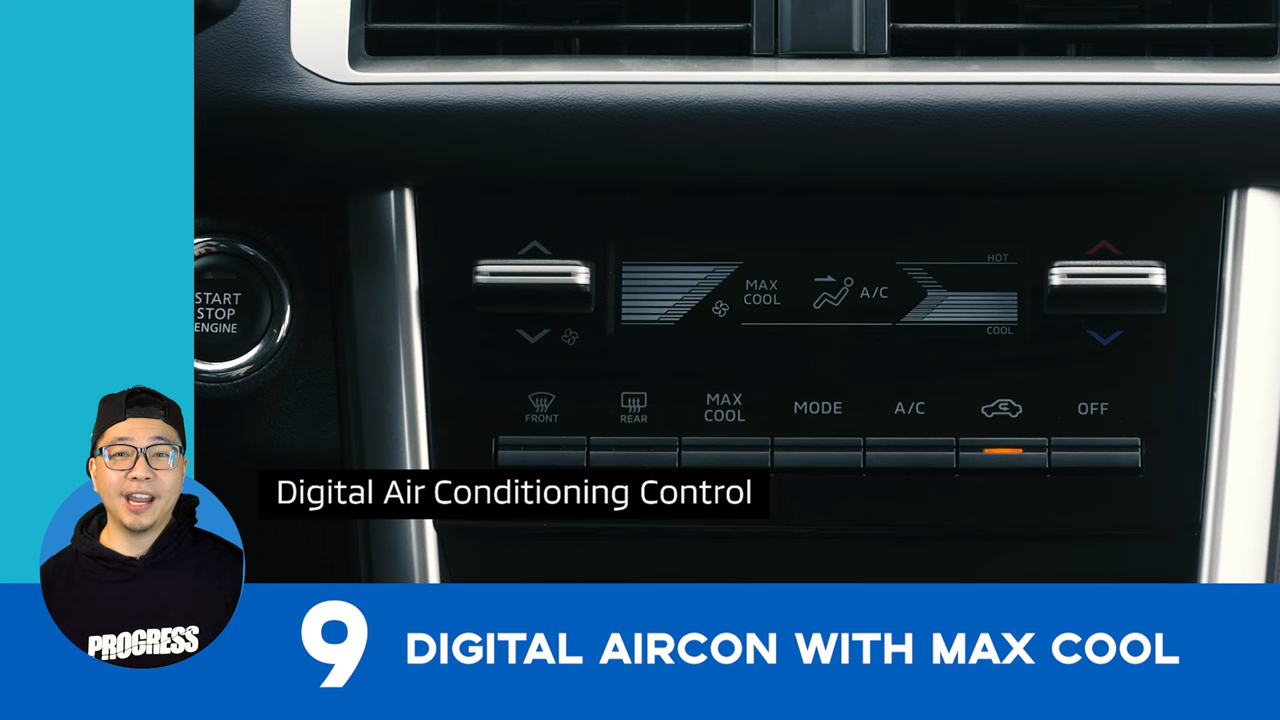 HOT
MAX
COOL
A/C
COOL
START
STOP
ENGINE
FRONT
REAR
MAX
COOL
MODE
A/C
OFF
Digital Air Conditioning Control
PROGRESS
9 DIGITAL AIRCON WITH MAX COOL